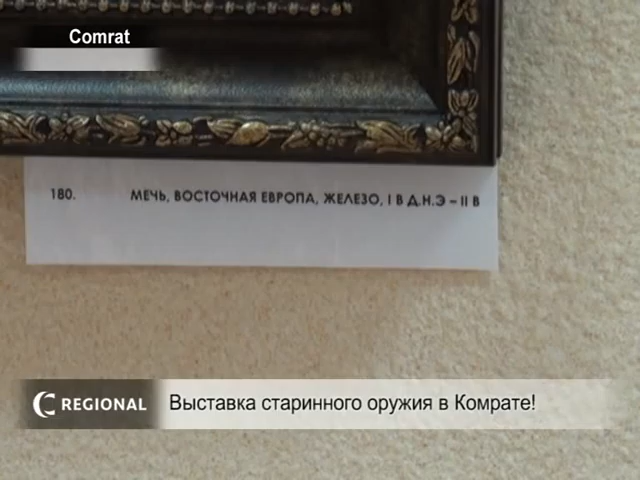 Comrat
180. МЕЧЬ, ВОСТОЧНАЯ ЕВРОПА, ЖЕЛЕЗО, I В Д.Н.Э – II В
REGIONAL
Выставка старинного оружия в Комрате!